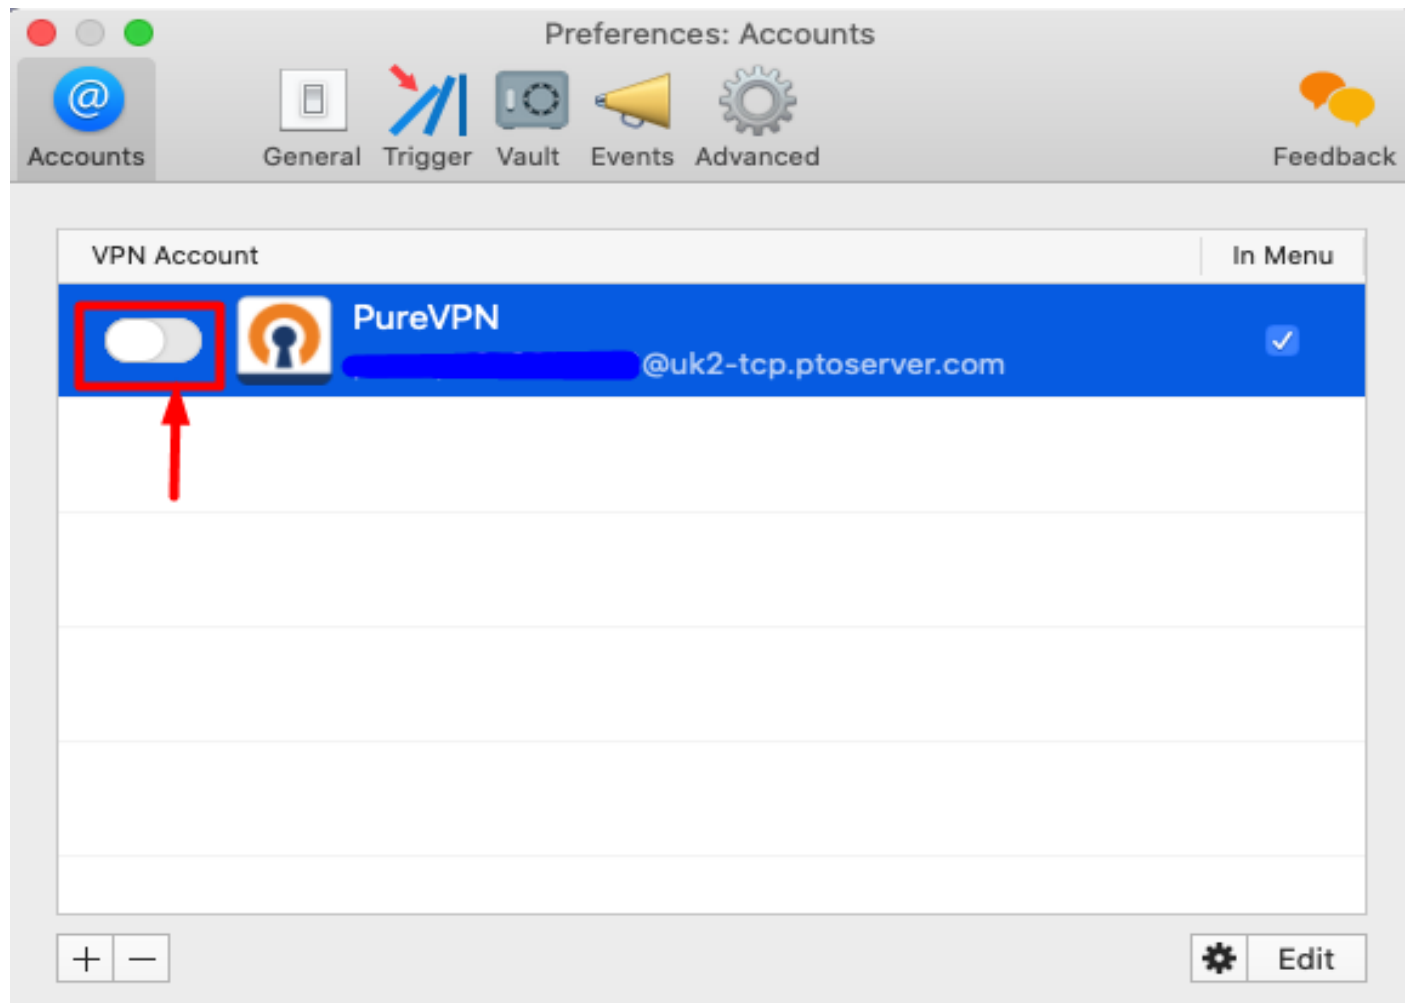 Preferences: Accounts
Accounts General Trigger Vault Events Advanced Feedback
VPN Account In Menu
PureVPN
@uk2-tcp.ptoserver.com
Edit